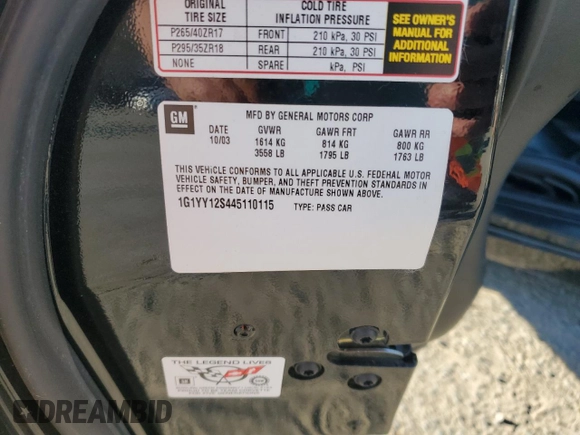 ORIGINAL TIRE SIZE
COLD TIRE INFLATION PRESSURE
SEE OWNER'S MANUAL FOR ADDITIONAL INFORMATION
P265/40ZR17 FRONT 210 kPa, 30 PSI
P295/35ZR18 REAR 210 kPa, 30 PSI
NONE SPARE kPa, PSI
GM MFD BY GENERAL MOTORS CORP
DATE GVWR GAWR FRT GAWR RR
10/03 1614 KG 814 KG 800 KG
3558 LB 1795 LB 1763 LB
THIS VEHICLE CONFORMS TO ALL APPLICABLE U.S. FEDERAL MOTOR
VEHICLE SAFETY, BUMPER, AND THEFT PREVENTION STANDARDS IN
EFFECT ON THE DATE OF MANUFACTURE SHOWN ABOVE.
1G1YY12S445110115 TYPE: PASS CAR
THE LEGEND LIVES
GM
DREAMBID